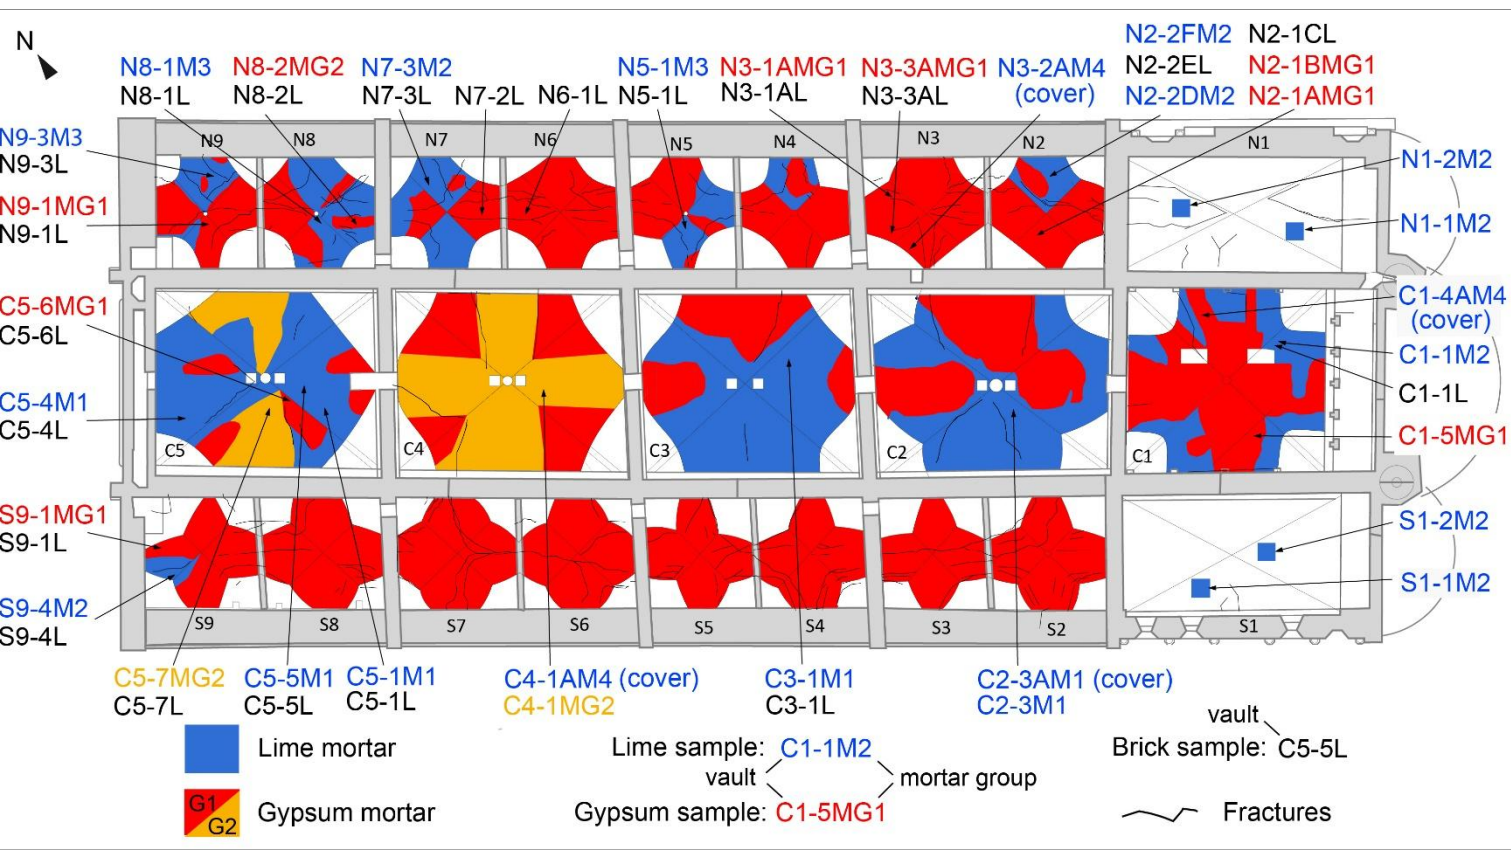 N
N8-1M3 N8-2MG2 N7-3M2 N5-1M3 N3-1AMG1 N3-3AMG1 N3-2AM4
N8-1L N8-2L N7-3L N7-2L N6-1L N5-1L N3-1AL N3-3AL (cover)
N2-2FM2 N2-1CL
N2-2EL N2-1BMG1
N2-2DM2 N2-1AMG1
N9-3M3
N9-3L
N9-1MG1
N9-1L
N9 N8 N7 N6 N5 N4 N3 N2 N1
N1-2M2
N1-1M2
C5-6MG1
C5-6L
C5-4M1
C5-4L
C5 C4 C3 C2 C1
C1-4AM4
(cover)
C1-1M2
C1-1L
C1-5MG1
S9-1MG1
S9-1L
S9-4M2
S9-4L
S1-2M2
S1-1M2
S9 S8 S7 S6 S5 S4 S3 S2 S1
C5-7MG2 C5-5M1 C5-1M1 C4-1AM4 (cover) C3-1M1 C2-3AM1 (cover)
C5-7L C5-5L C5-1L C4-1MG2 C3-1L C2-3M1
Lime mortar
G1
G2
Gypsum mortar
Lime sample: C1-1M2
vault mortar group
Gypsum sample: C1-5MG1
vault
Brick sample: C5-5L
Fractures